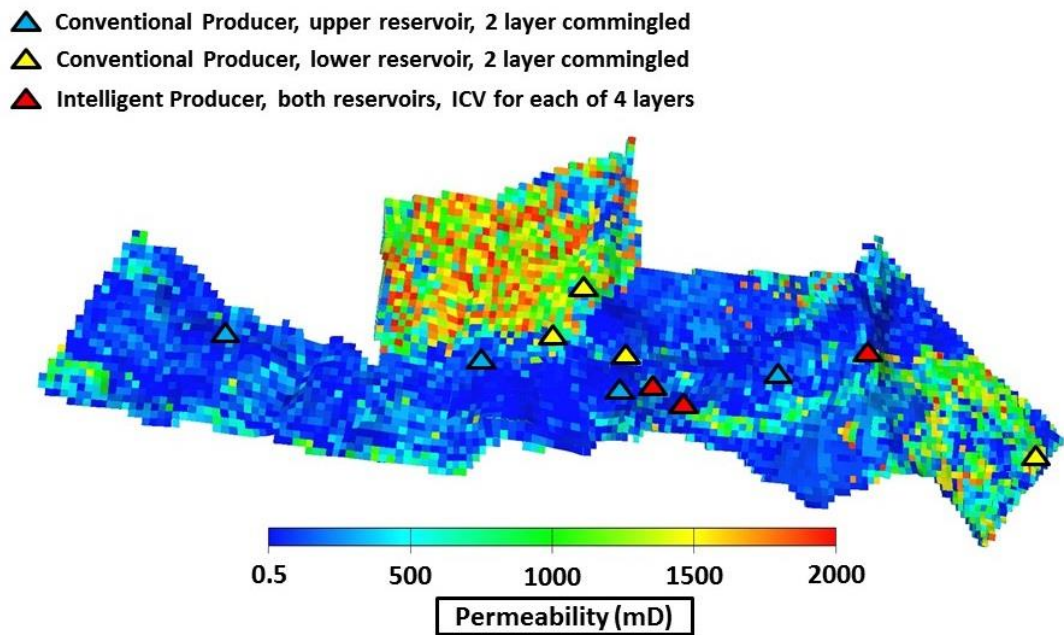 Conventional Producer, upper reservoir, 2 layer commingled
Conventional Producer, lower reservoir, 2 layer commingled
Intelligent Producer, both reservoirs, ICV for each of 4 layers
0.5 500 1000 1500 2000
Permeability (mD)